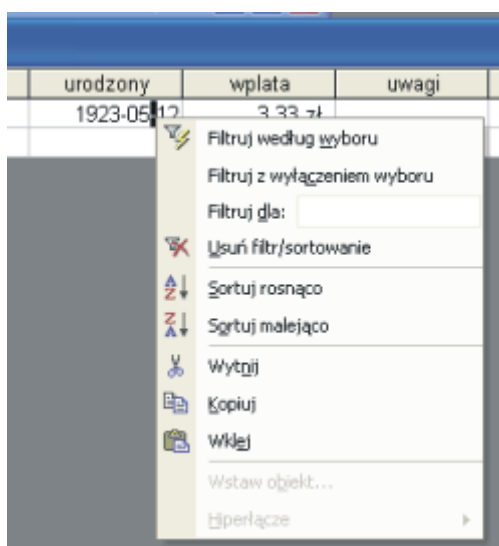 urodzony wplata uwagi
1923-05-12 3.33 zł
Filtruj według wyboru
Filtruj z wyłączeniem wyboru
Filtruj dla:
Usuń filtr/sortowanie
Sortuj rosnąco
Sortuj malejąco
Wytnij
Kopiuj
Wklej
Wstaw obiekt...
Hiperłącze